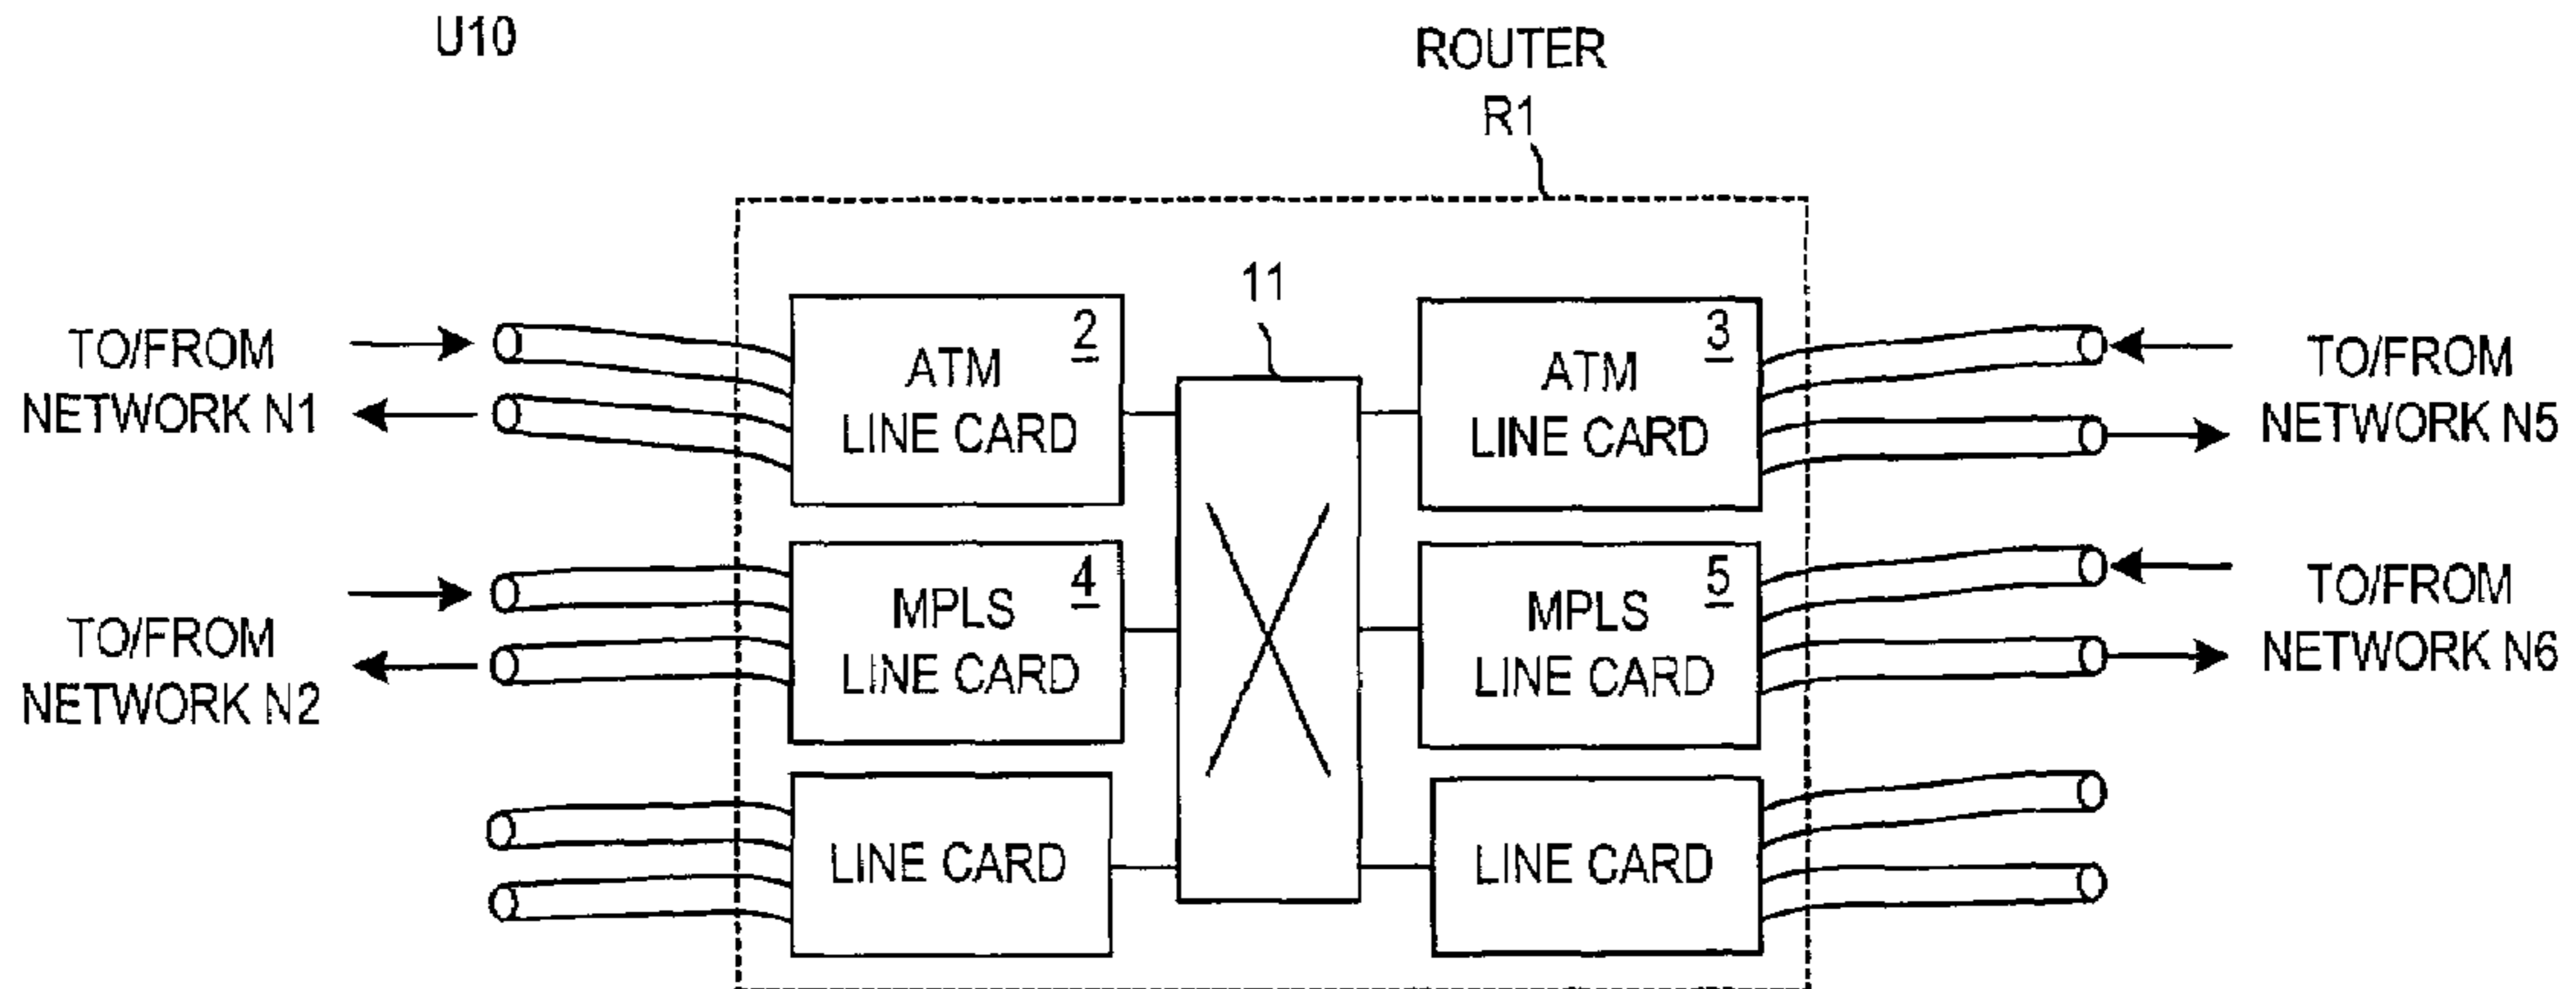 U10
ROUTER
R1
11
TO/FROM
NETWORK N1
2
ATM
LINE CARD
3
ATM
LINE CARD
TO/FROM
NETWORK N5
TO/FROM
NETWORK N2
4
MPLS
LINE CARD
5
MPLS
LINE CARD
TO/FROM
NETWORK N6
LINE CARD
LINE CARD